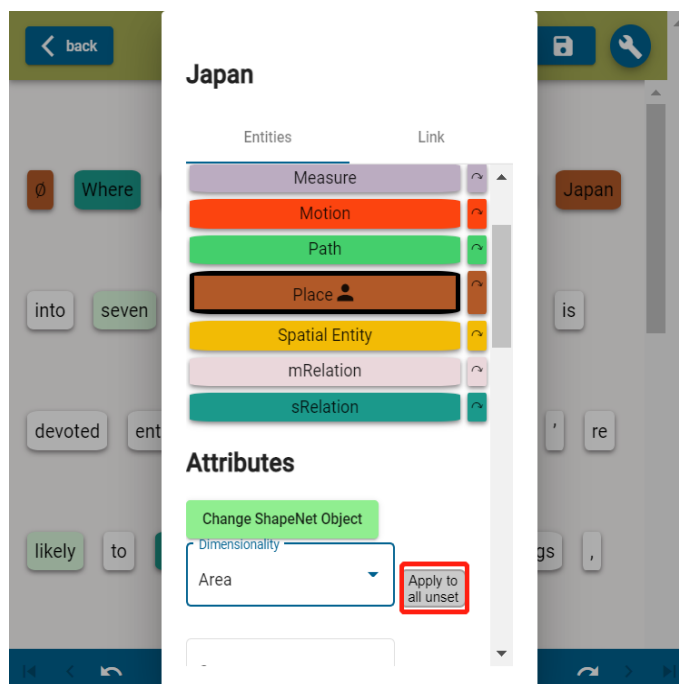 back
Japan
Entities Link
Measure
Motion
Ø Where Japan
Path
Place
into seven is
Spatial Entity
mRelation
sRelation
devoted ent ' re
Attributes
Change ShapeNet Object
Dimensionality
likely to gs ,
Area
Apply to
all unset